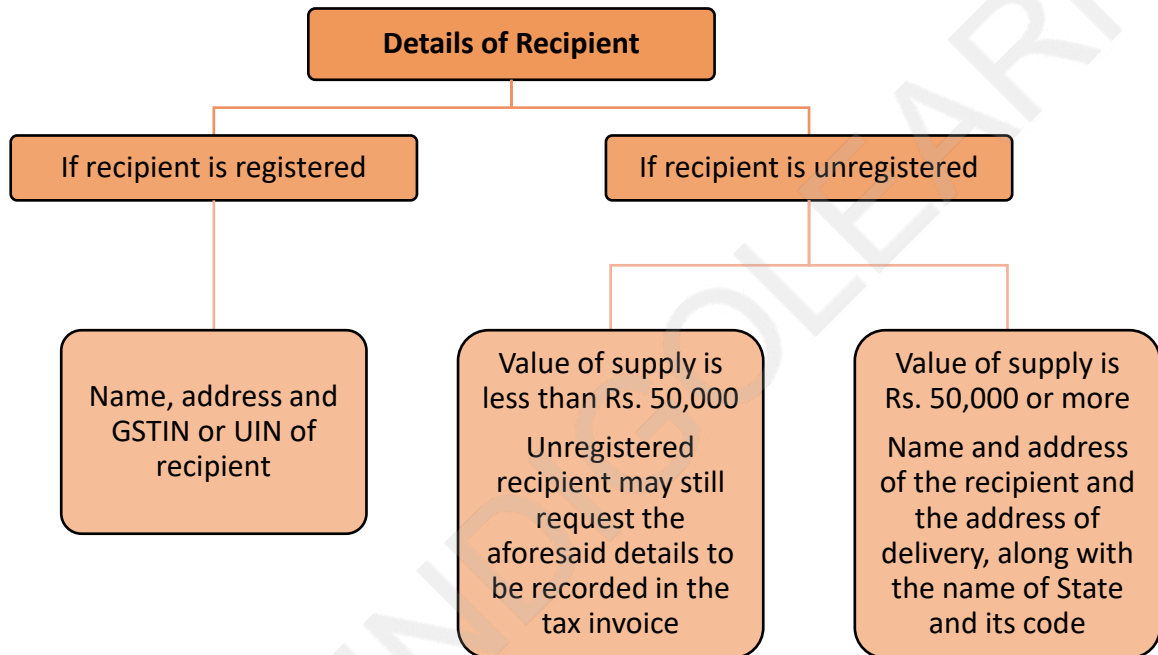 Details of Recipient
If recipient is registered
If recipient is unregistered
Name, address and
GSTIN or UIN of
recipient
Value of supply is
less than Rs. 50,000
Unregistered
recipient may still
request the
aforesaid details to
be recorded in the
tax invoice
Value of supply is
Rs. 50,000 or more
Name and address
of the recipient and
the address of
delivery, along with
the name of State
and its code
INDIGOLEAR